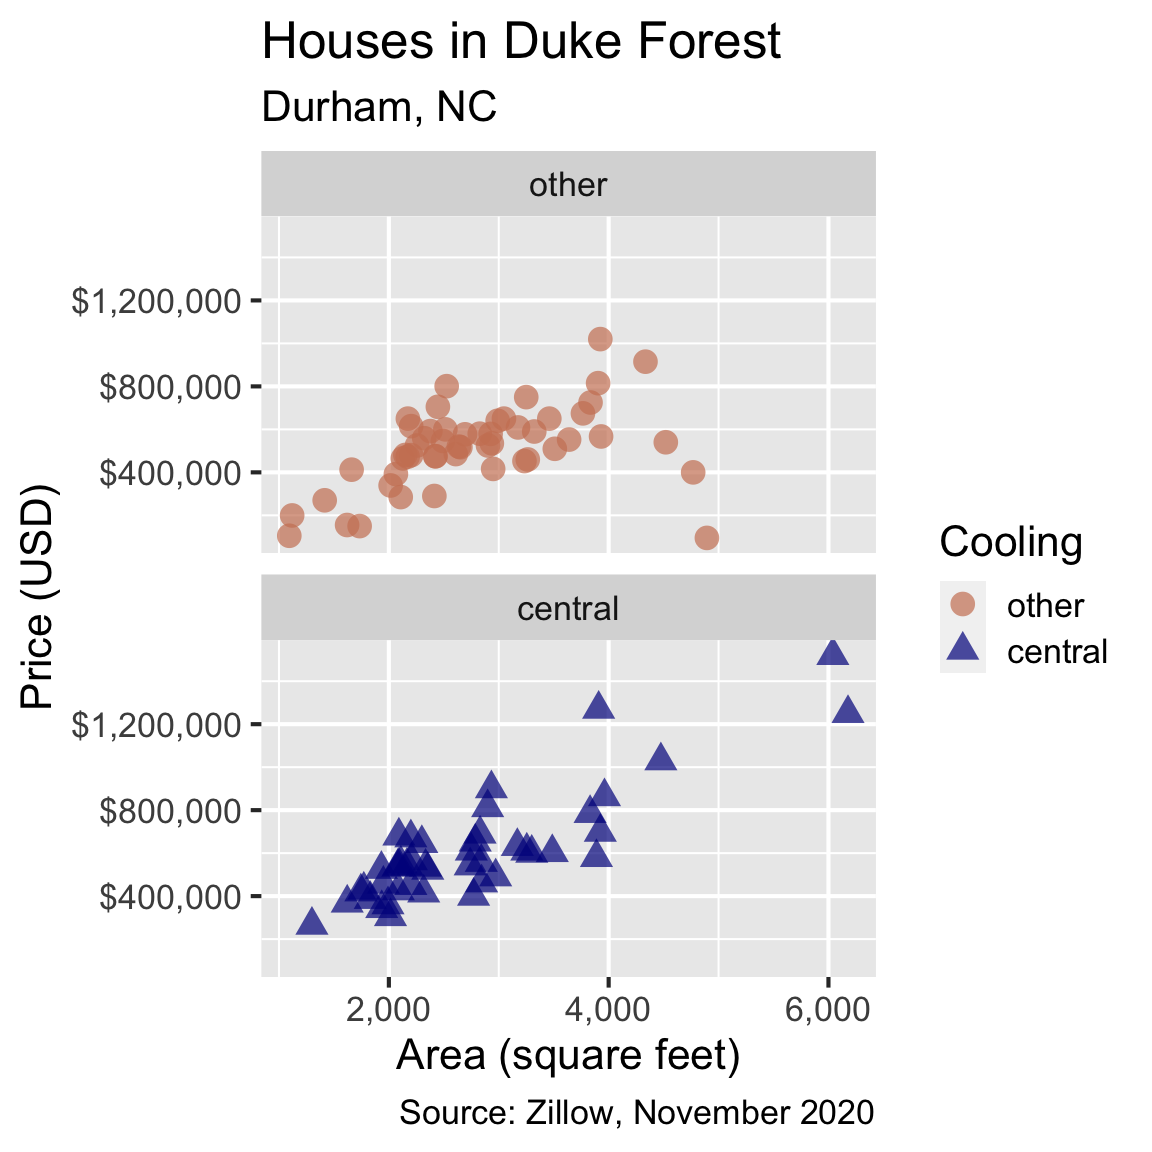 Houses in Duke Forest
Durham, NC
other
$1,200,000
$800,000
$400,000
central
$1,200,000
$800,000
$400,000
2,000 4,000 6,000
Area (square feet)
Price (USD)
Cooling
other
central
Source: Zillow, November 2020